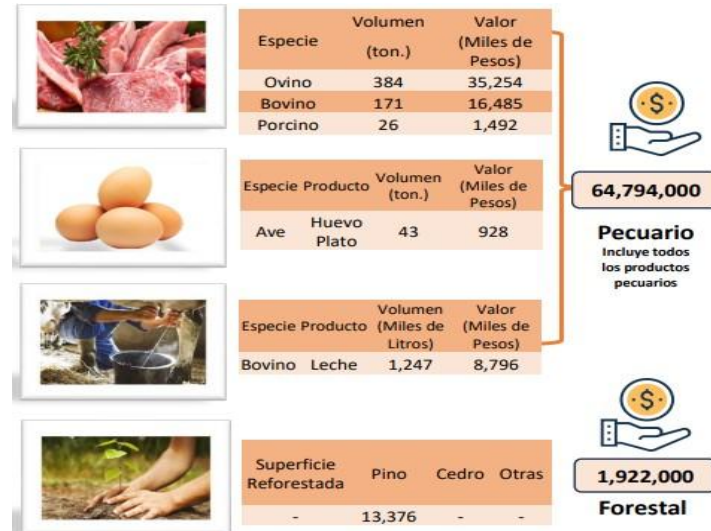 Especie Volumen (ton.) Valor (Miles de Pesos)
Ovino 384 35,254
Bovino 171 16,485
Porcino 26 1,492
Especie Producto Volumen (ton.) Valor (Miles de Pesos)
Ave Huevo Plato 43 928
Especie Producto Volumen (Miles de Litros) Valor (Miles de Pesos)
Bovino Leche 1,247 8,796
Superficie Reforestada Pino Cedro Otras
- 13,376 - -
$
64,794,000
Pecuario
Incluye todos
los productos
pecuarios
$
1,922,000
Forestal